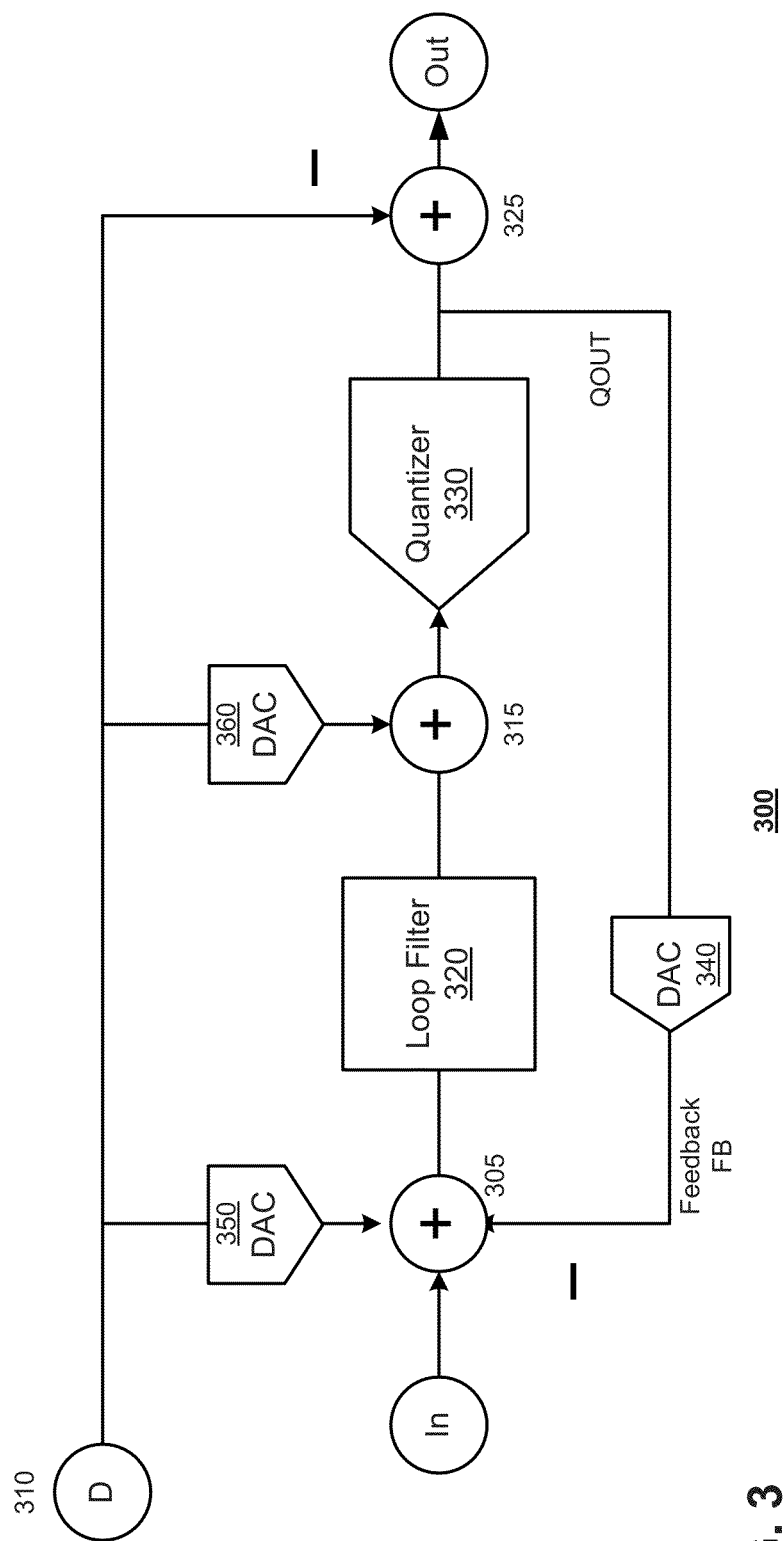 310
D
350
DAC
360
DAC
In
+
305
Loop Filter
320
+
315
Quantizer
330
+
325
Out
Feedback
FB
DAC
340
QOUT
300
. 3